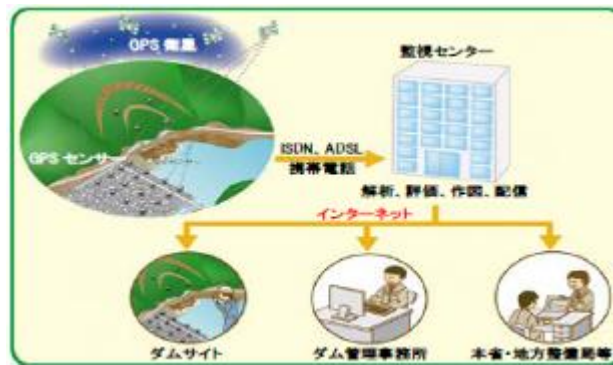 GPS 衛星
監視センター
GPS センサー
ISDN、ADSL
携帯電話
解析、評価、作図、配信
インターネット
ダムサイト
ダム管理事務所
本省・地方整備局等